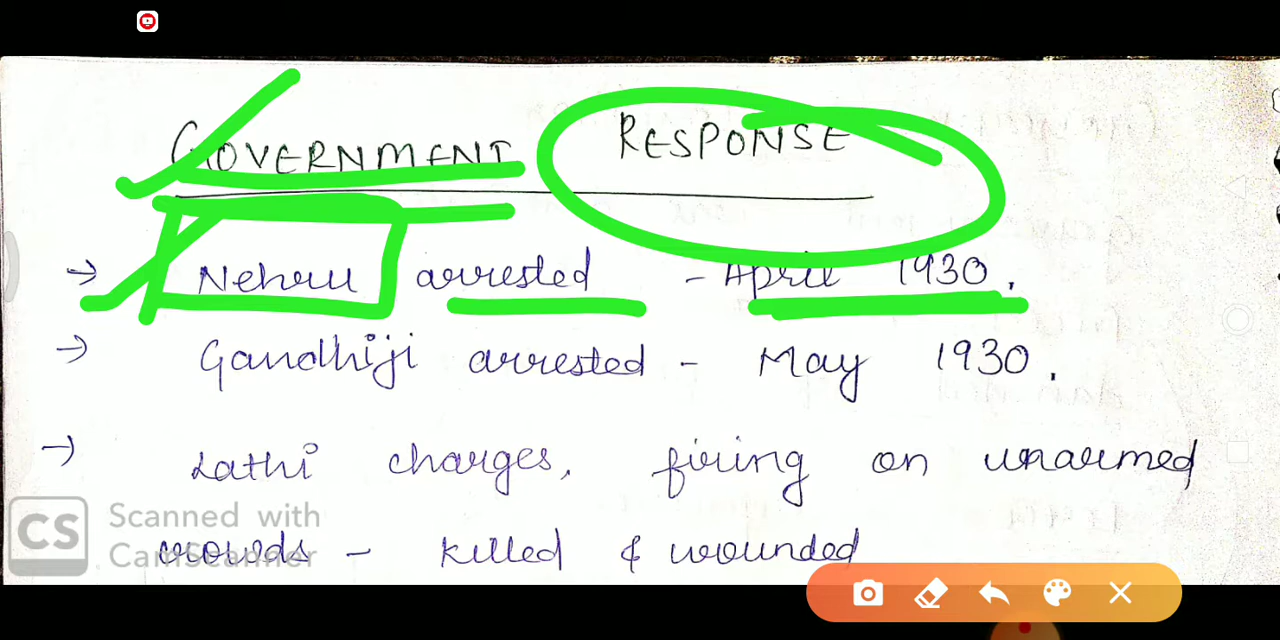 GOVERNMENT RESPONSE
→ Nehru arrested - April 1930.
→ Gandhiji arrested - May 1930.
→ Lathi charges, firing on unarmed
crowds - killed & wounded
CS Scanned with
CamScanner